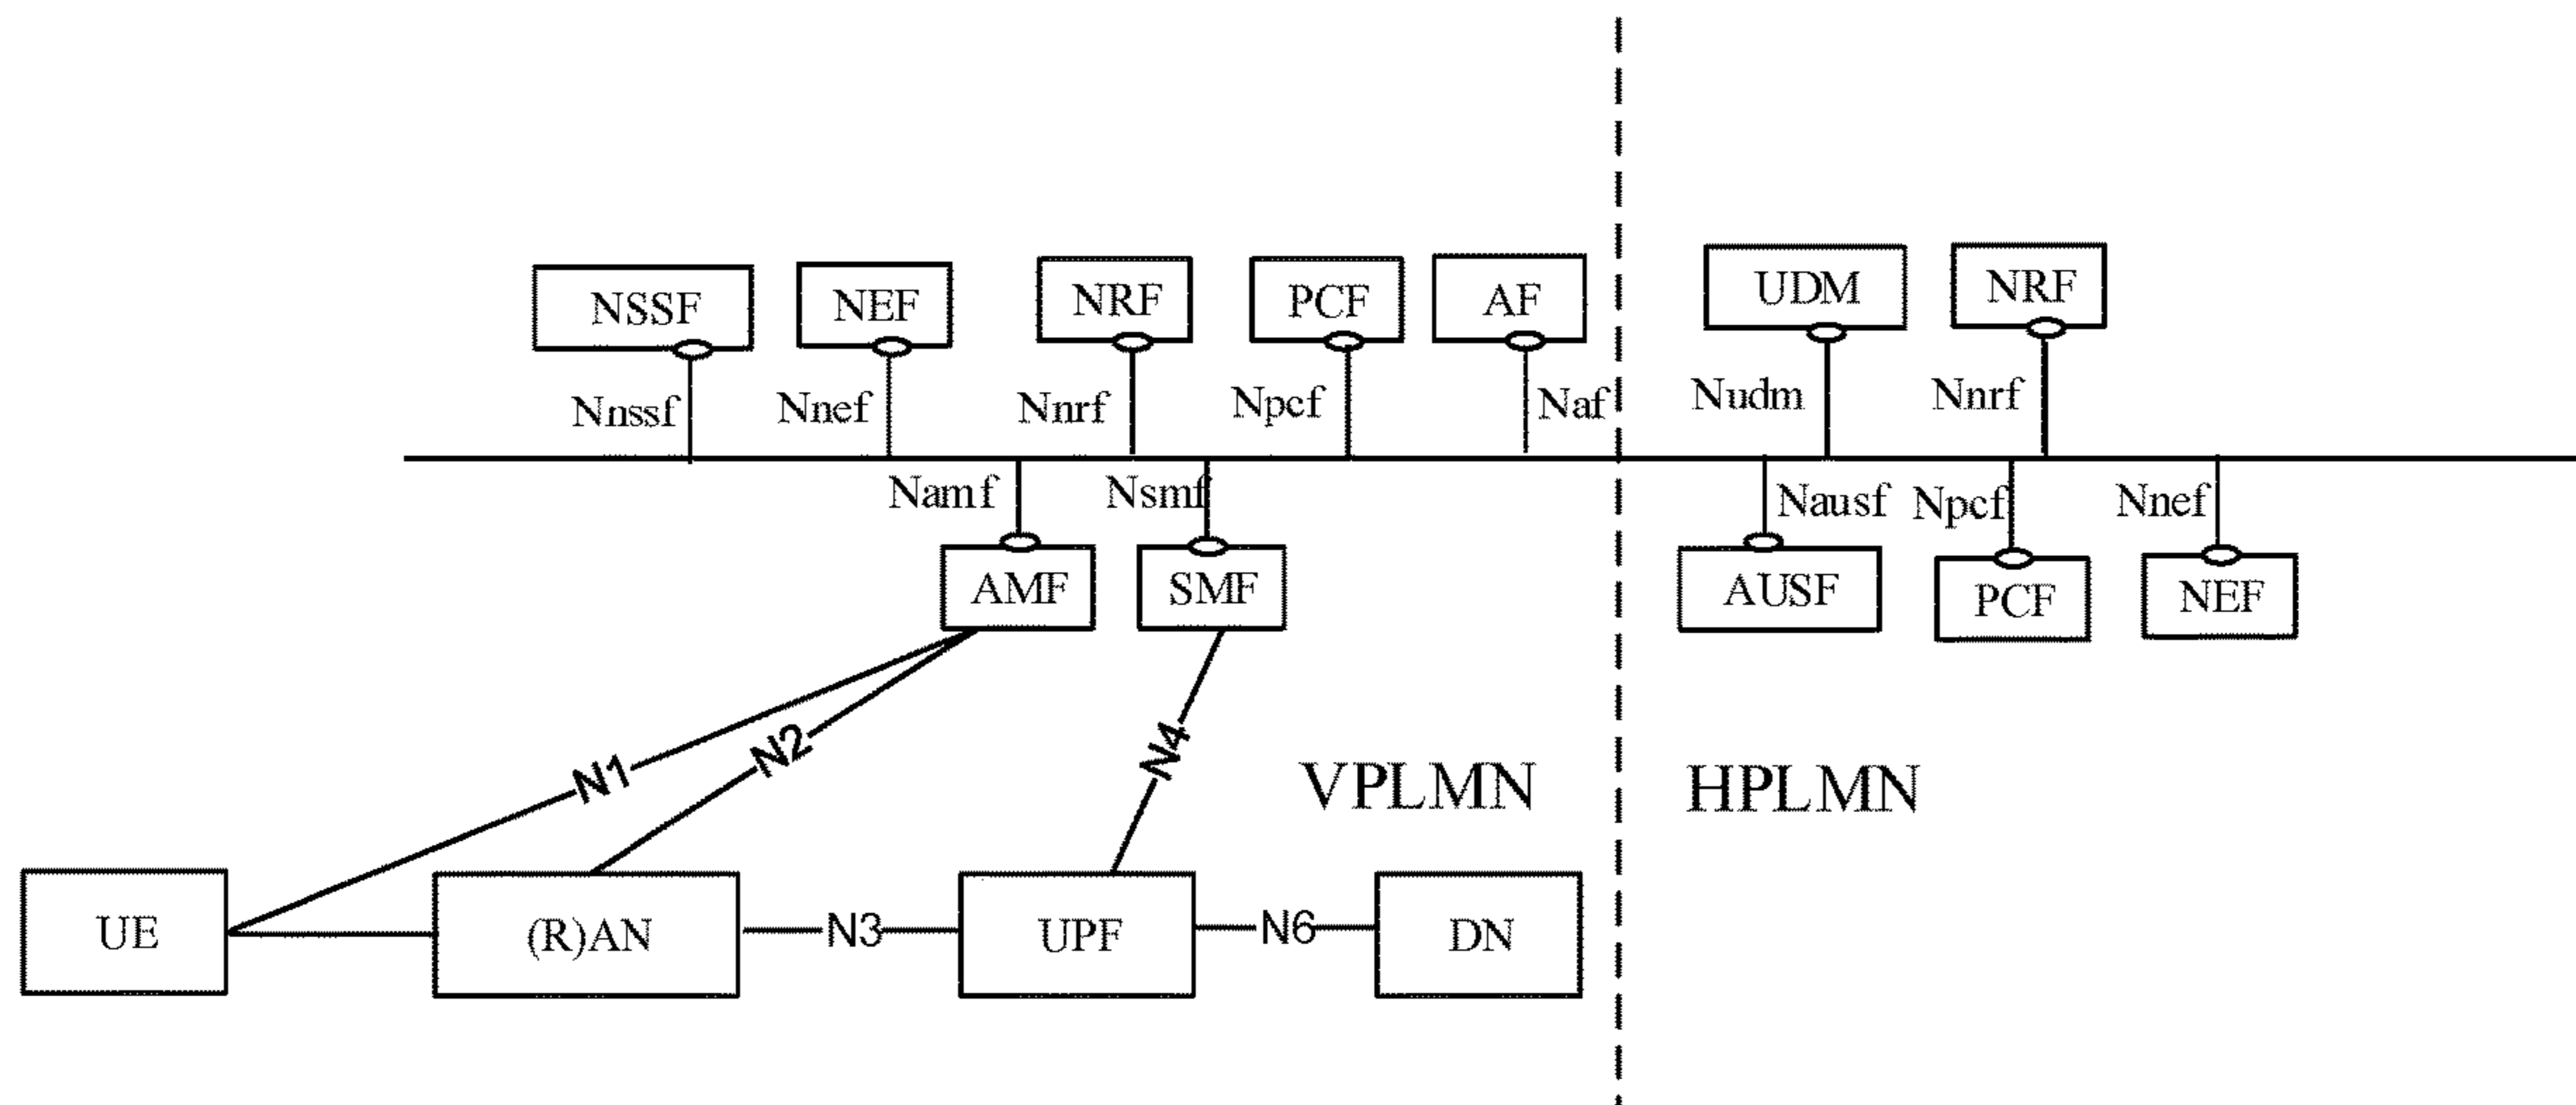 NSSF NEF NRF PCF AF UDM NRF
Nnssf Nnef Nnrf Npcf Naf Nudm Nnrf
Namf Nsmf Nausf Npcf Nnef
AMF SMF AUSF PCF NEF
N1 N2 N4 VPLMN HPLMN
UE (R)AN N3 UPF N6 DN